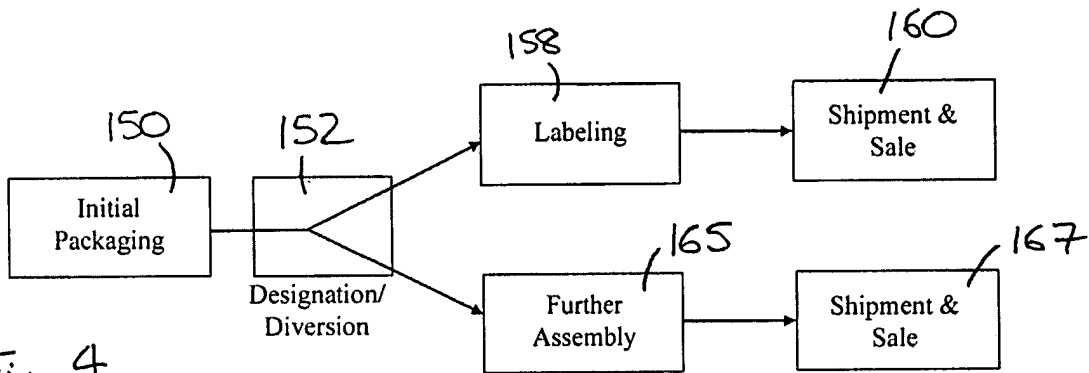 150
Initial
Packaging
152
Designation/
Diversion
158
Labeling
160
Shipment &
Sale
165
Further
Assembly
167
Shipment &
Sale
4